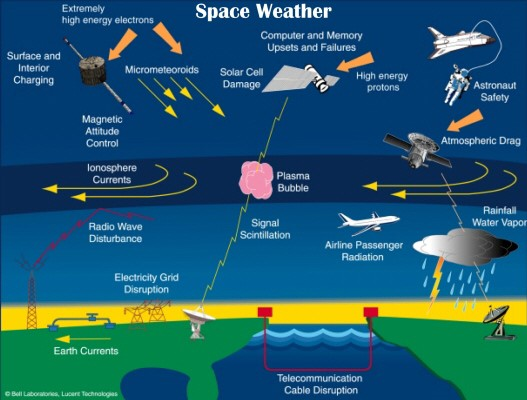 Space Weather
Extremely
high energy electrons
Surface and
Interior
Charging
Micrometeoroids
Magnetic
Attitude
Control
Computer and Memory
Upsets and Failures
Solar Cell
Damage
High energy
protons
Astronaut
Safety
Atmospheric Drag
Ionosphere
Currents
Plasma
Bubble
Radio Wave
Disturbance
Signal
Scintillation
Airline Passenger
Radiation
Rainfall
Water Vapor
Electricity Grid
Disruption
Earth Currents
Telecommunication
Cable Disruption
© Bell Laboratories, Lucent Technologies